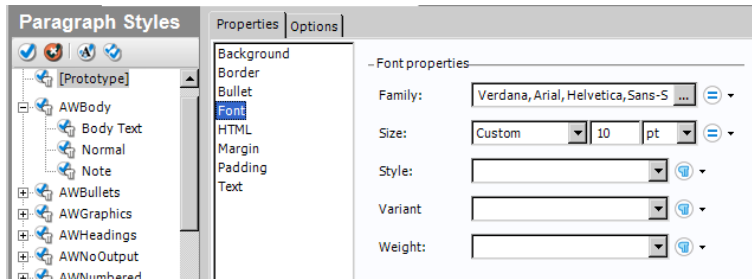 Paragraph Styles
[Prototype]
AWBody
Body Text
Normal
Note
AWBullets
AWGraphics
AWHeadings
AWNoOutput
AWNumbered
Properties
Options
Background
Border
Bullet
Font
HTML
Margin
Padding
Text
Font properties
Family: Verdana, Arial, Helvetica, Sans-S ...
Size: Custom 10 pt
Style:
Variant
Weight: